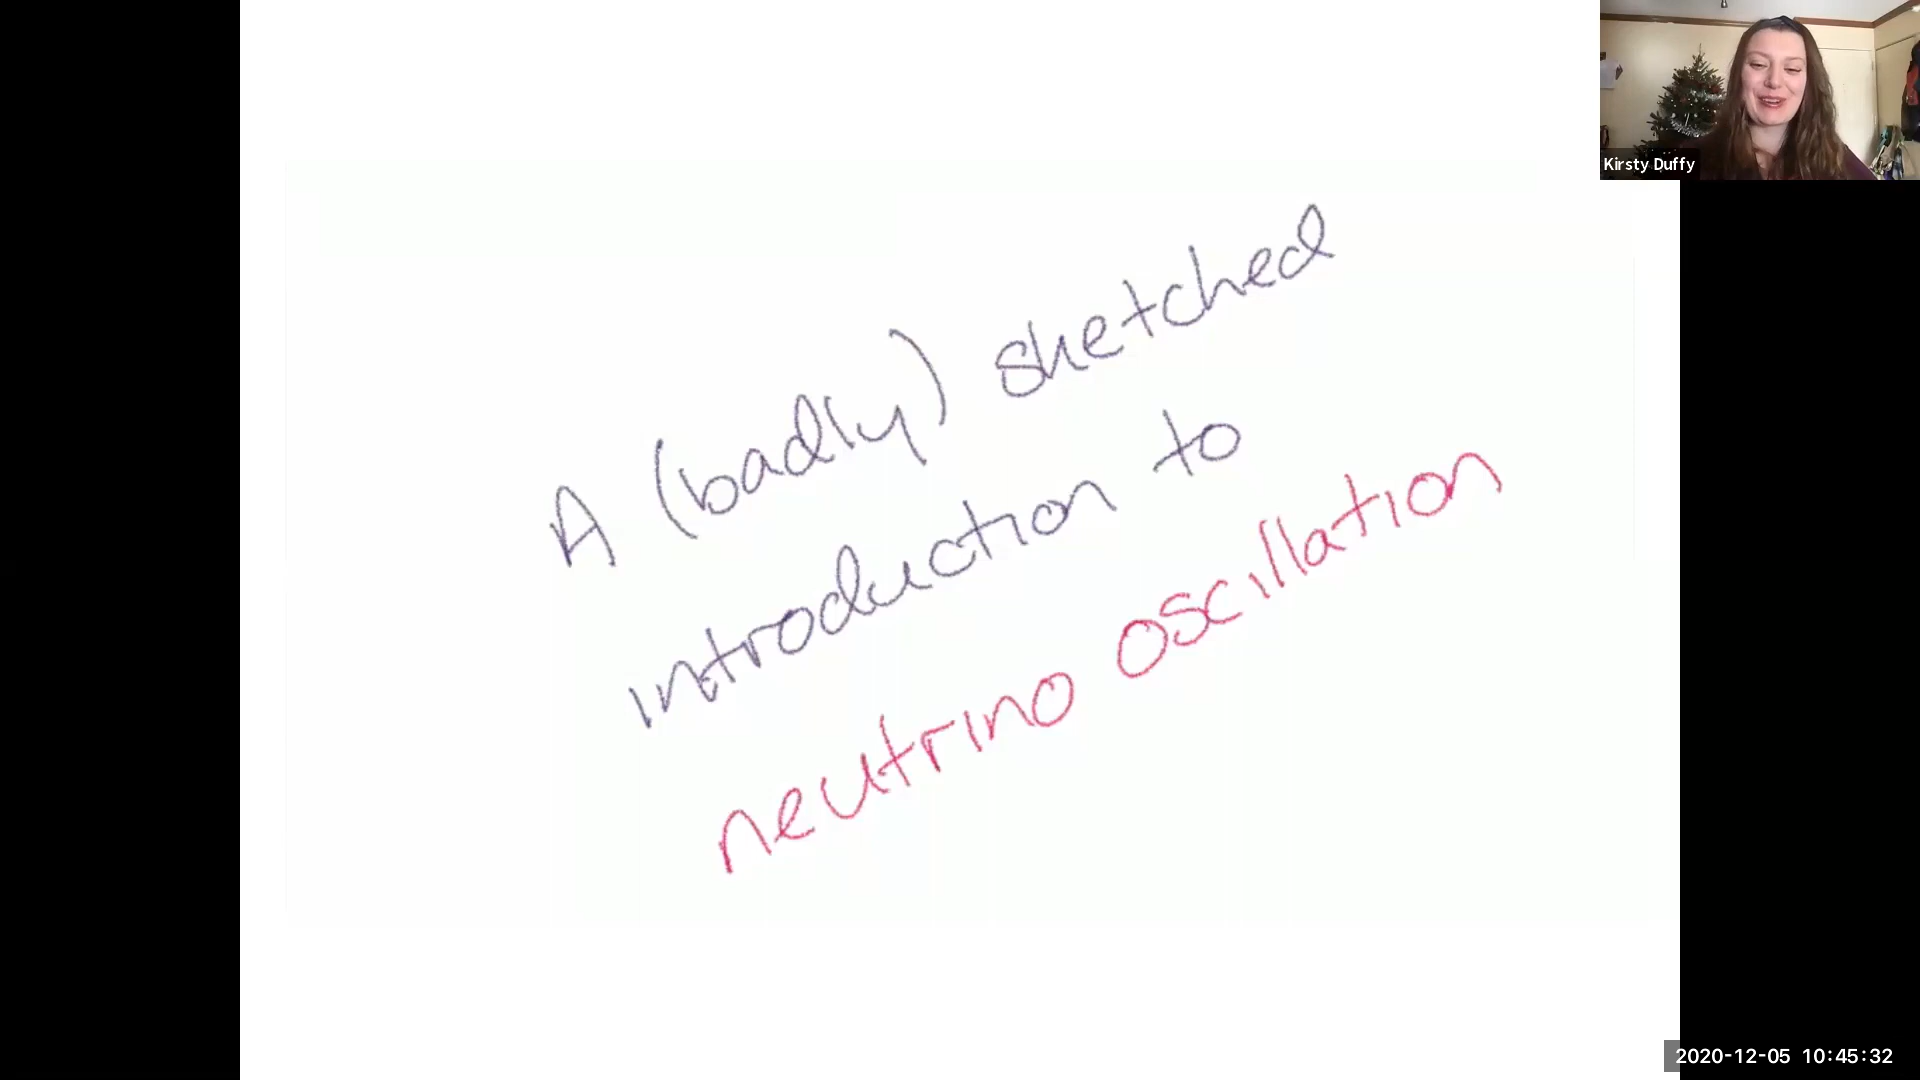 Kirsty Duffy
A (badly) sketched
introduction to
neutrino oscillation
2020-12-05 10:45:32